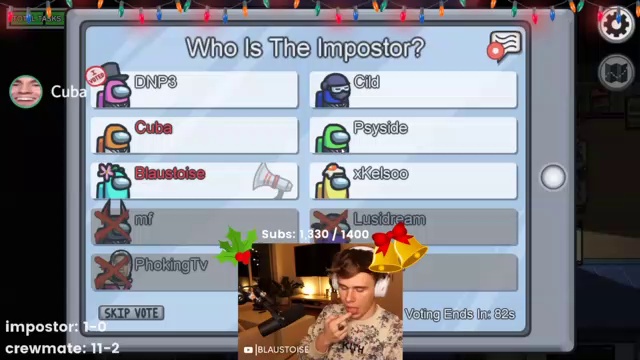 TOTAL TASKS
Who Is The Impostor?
I VOTED
DNP3
Cild
Cuba
Cuba
Psyside
Blaustoise
xKelsoo
mf
Lusidream
Subs: 1,330 / 1400
PhokingTv
SKIP VOTE
Voting Ends In: 82s
impostor: 1-0
crewmate: 11-2
BLAUSTOISE